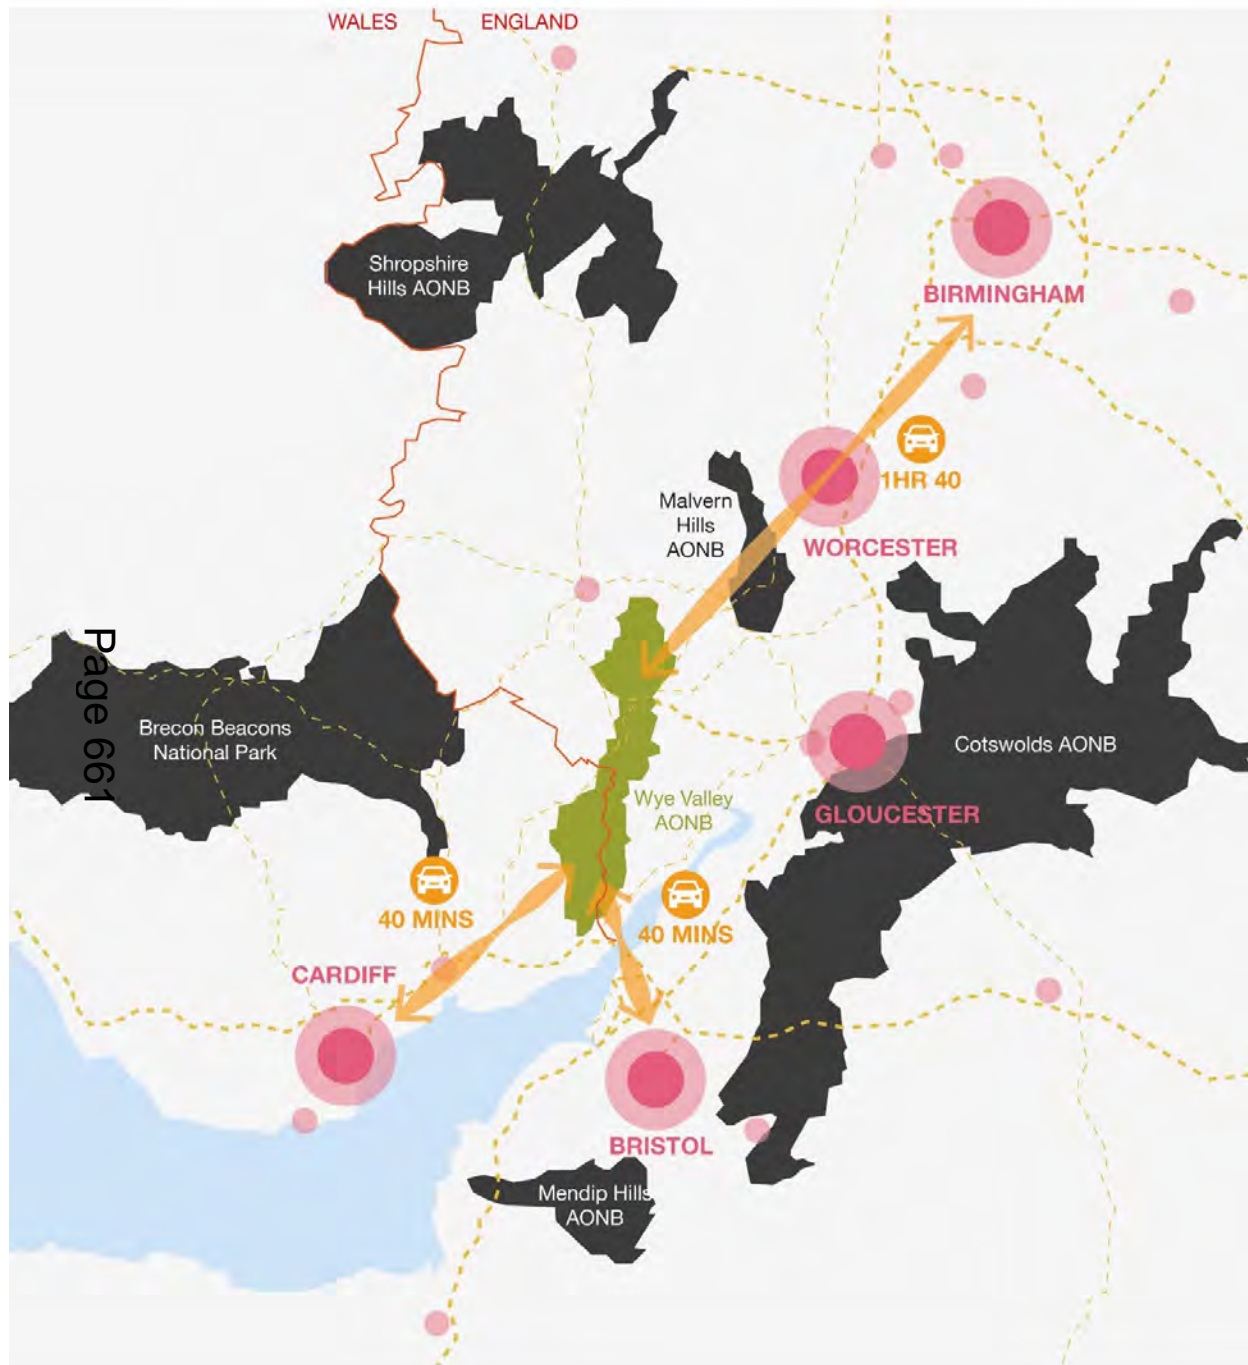 WALES
ENGLAND
Shropshire
Hills AONB
BIRMINGHAM
1HR 40
Malvern
Hills
AONB
WORCESTER
Page 661
Brecon Beacons
National Park
Cotswolds AONB
Wye Valley
AONB
GLOUCESTER
40 MINS
40 MINS
CARDIFF
BRISTOL
Mendip Hills
AONB